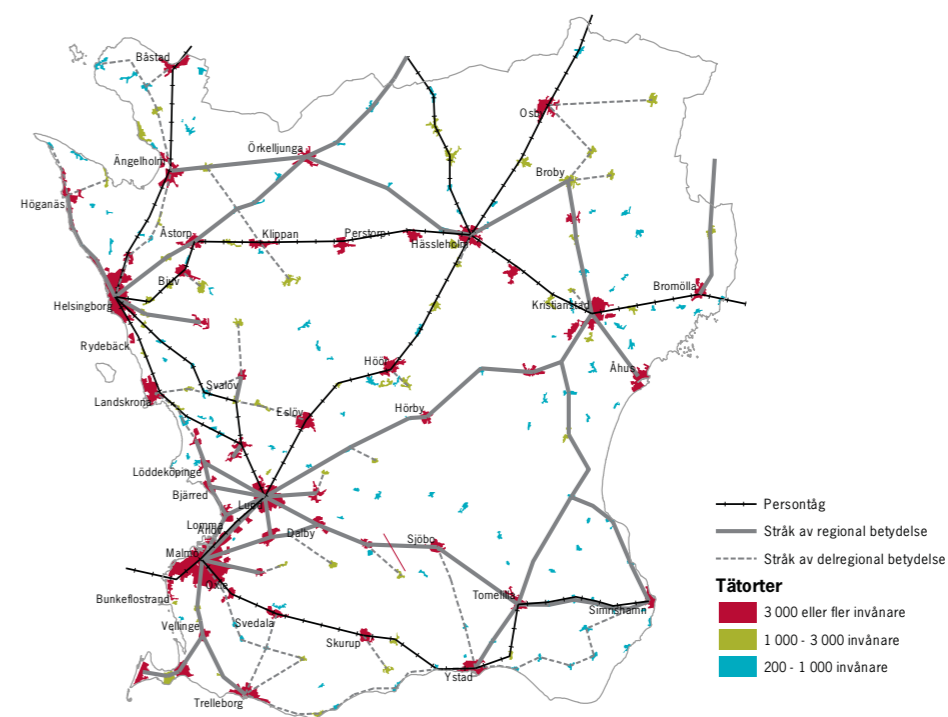 Båstad
Osby
Örkelljunga
Ängelholm
Broby
Höganäs
Åstorp
Klippan
Perstorp
Hässleholm
Bjuv
Bromölla
Helsingborg
Kristianstad
Rydebäck
Höör
Åhus
Svalöv
Landskrona
Eslöv
Hörby
Löddeköpinge
Bjärred
Lund
Persontåg
Lomma
Arlöv
Stråk av regional betydelse
Dalby
Sjöbo
Malmö
Stråk av delregional betydelse
Tätorter
Bunkeflostrand
Tomelilla
Simrishamn
3 000 eller fler invånare
Vellinge
Svedala
Skurup
1 000 - 3 000 invånare
Ystad
200 - 1 000 invånare
Trelleborg